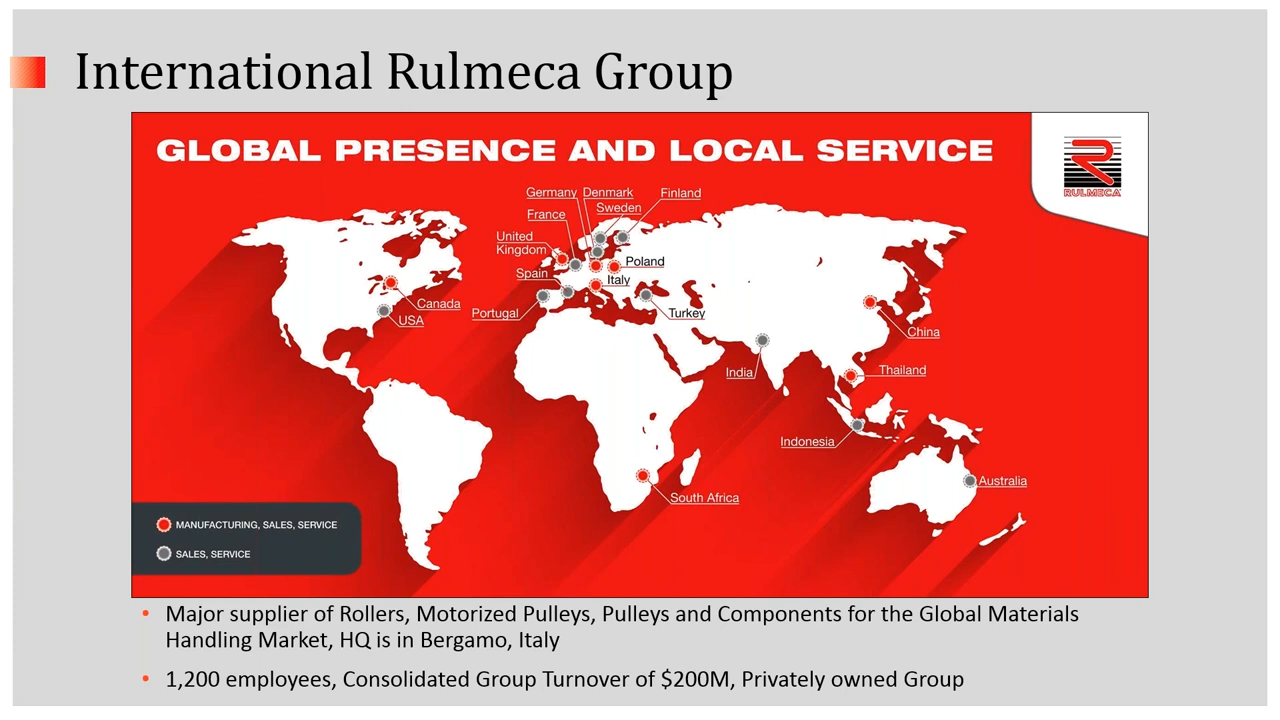 International Rulmeca Group
GLOBAL PRESENCE AND LOCAL SERVICE
RULMECA
Germany
Denmark
Finland
Sweden
France
United
Kingdom
Poland
Spain
Italy
Canada
Portugal
Turkey
USA
China
India
Thailand
Indonesia
Australia
South Africa
MANUFACTURING, SALES, SERVICE
SALES, SERVICE
• Major supplier of Rollers, Motorized Pulleys, Pulleys and Components for the Global Materials
Handling Market, HQ is in Bergamo, Italy
• 1,200 employees, Consolidated Group Turnover of $200M, Privately owned Group